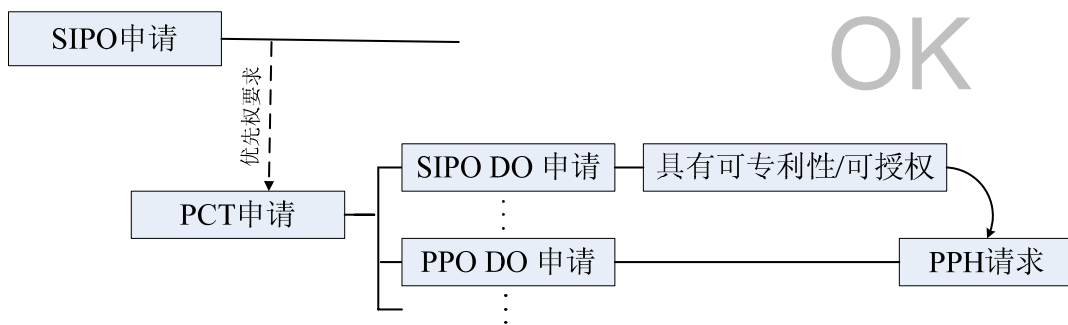 SIPO申请
OK
优先权要求
SIPO DO 申请
具有可专利性/可授权
PCT申请
PPO DO 申请
PPH请求